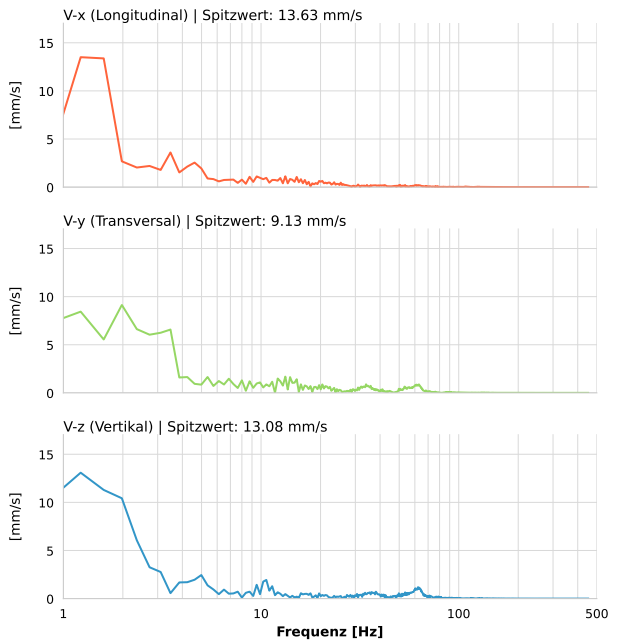 V-x (Longitudinal) | Spitzwert: 13.63 mm/s
15
10
5
0
[mm/s]
V-y (Transversal) | Spitzwert: 9.13 mm/s
15
10
5
0
[mm/s]
V-z (Vertikal) | Spitzwert: 13.08 mm/s
15
10
5
0
[mm/s]
1 10 100 500
Frequenz [Hz]